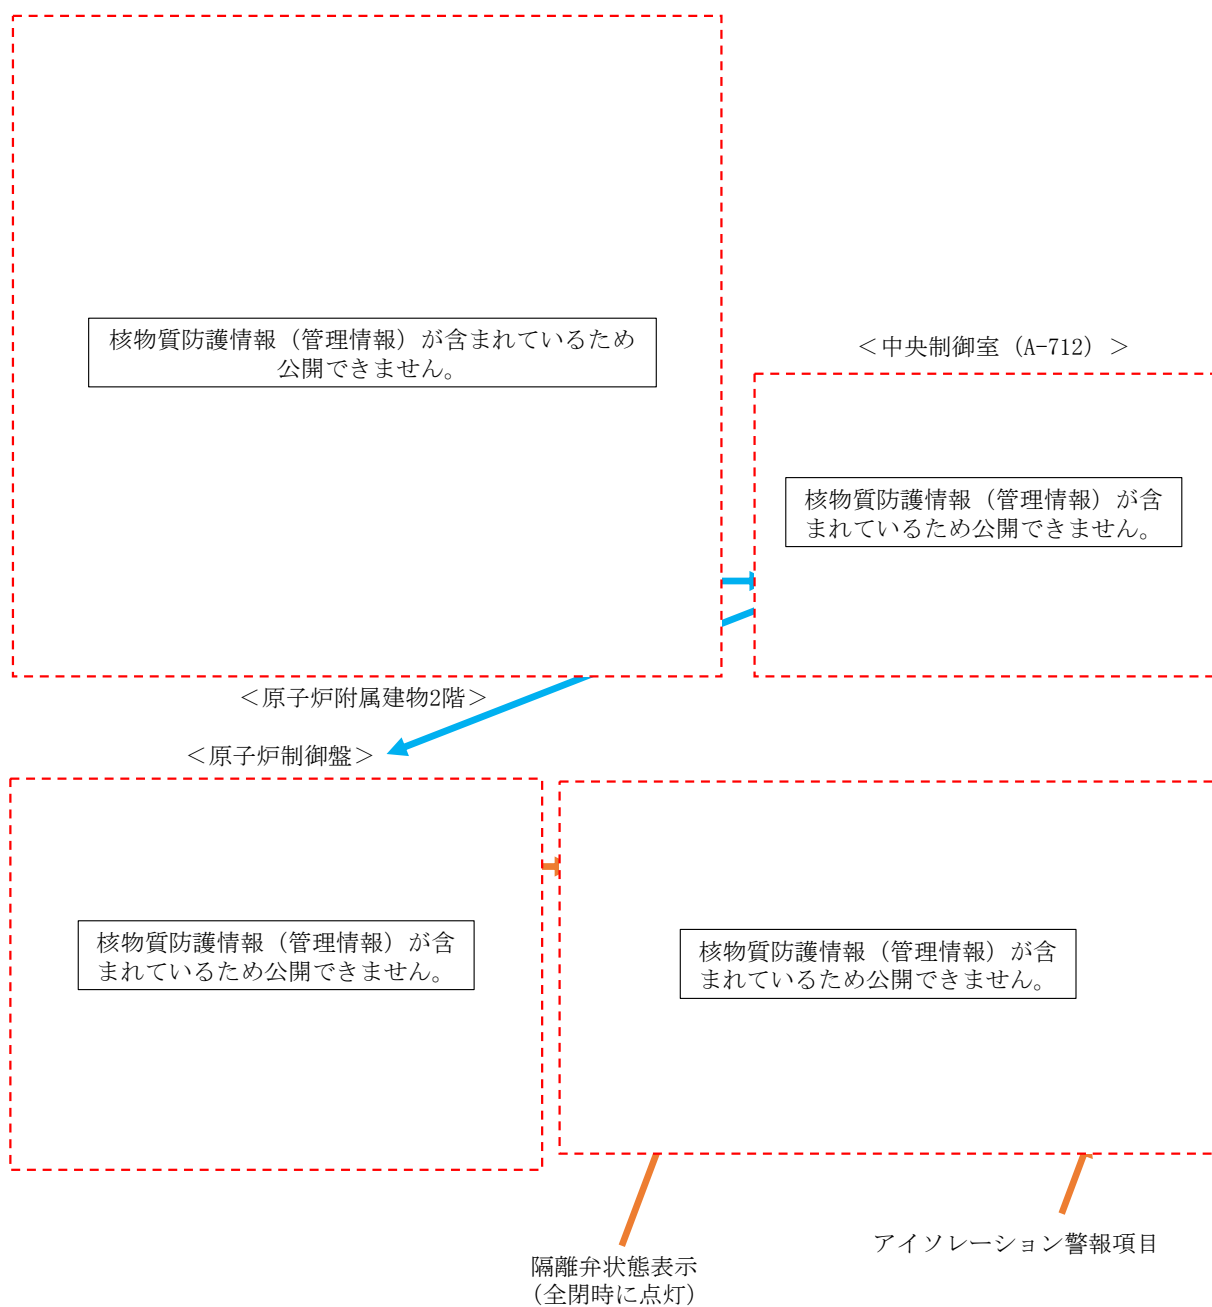 核物質防護情報（管理情報）が含まれているため
公開できません。
＜中央制御室（A-712）＞
核物質防護情報（管理情報）が含
まれているため公開できません。
＜原子炉附属建物2階＞
＜原子炉制御盤＞
核物質防護情報（管理情報）が含
まれているため公開できません。
核物質防護情報（管理情報）が含
まれているため公開できません。
隔離弁状態表示
（全閉時に点灯）
アイソレーション警報項目